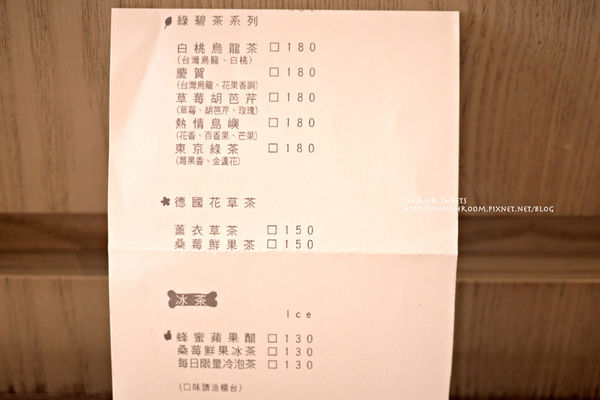 綠碧茶系列
白桃烏龍茶 □ 180
(台灣烏龍、白桃)
慶賀 □ 180
(台灣烏龍、花果香調)
草莓胡芭芹 □ 180
(草莓、胡芭芹、玫瑰)
熱情島嶼 □ 180
(花香、百香果、芒果)
東京綠茶 □ 180
(莓果香、金盞花)
德國花草茶
薰衣草茶 □ 150
桑莓鮮果茶 □ 150
冰茶
Ice
蜂蜜蘋果醋 □ 130
桑莓鮮果冰茶 □ 130
每日限量冷泡茶 □ 130
(口味請洽櫃台)